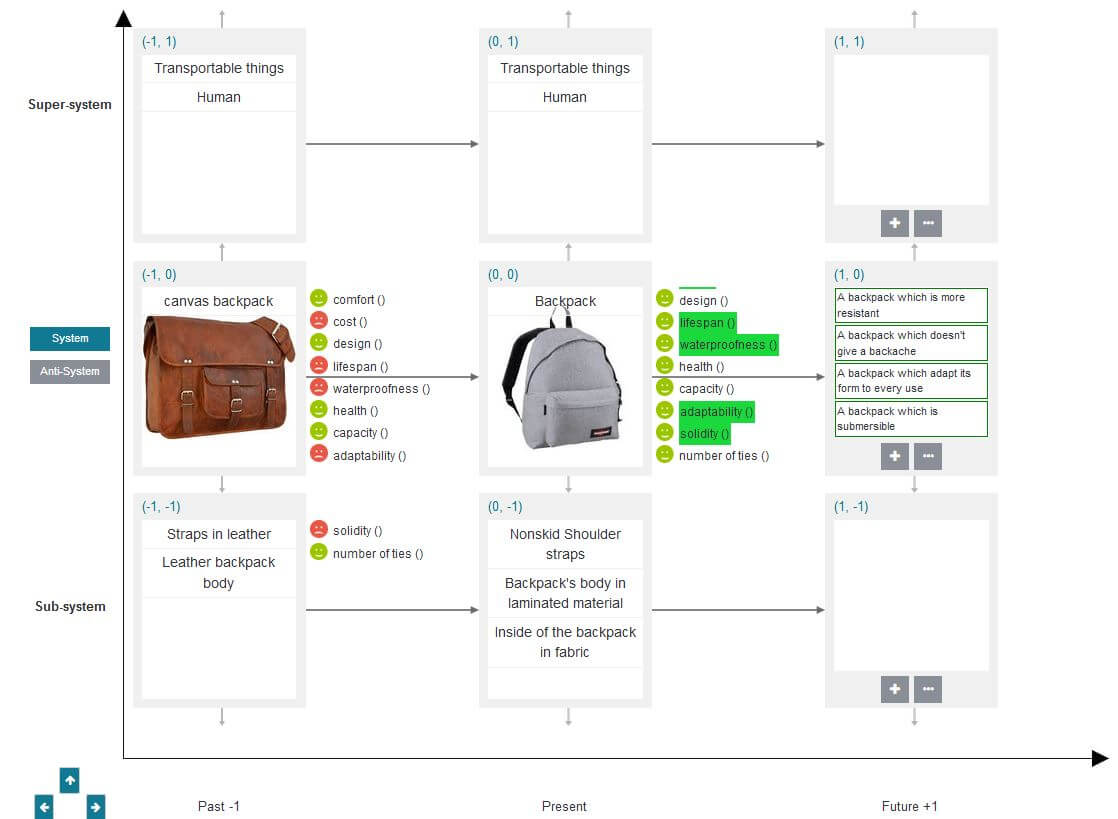 (-1, 1)
Transportable things
Human
(0, 1)
Transportable things
Human
(1, 1)
Super-system
(-1, 0)
canvas backpack
comfort ()
cost ()
design ()
lifespan ()
waterproofness ()
health ()
capacity ()
adaptability ()
(0, 0)
Backpack
design ()
lifespan ()
waterproofness ()
health ()
capacity ()
adaptability ()
solidity ()
number of ties ()
(1, 0)
A backpack which is more
resistant
A backpack which doesn't
give a backache
A backpack which adapt its
form to every use
A backpack which is
submersible
System
Anti-System
(-1, -1)
Straps in leather
Leather backpack
body
solidity ()
number of ties ()
(0, -1)
Nonskid Shoulder
straps
Backpack's body in
laminated material
Inside of the backpack
in fabric
(1, -1)
Sub-system
Past -1
Present
Future +1